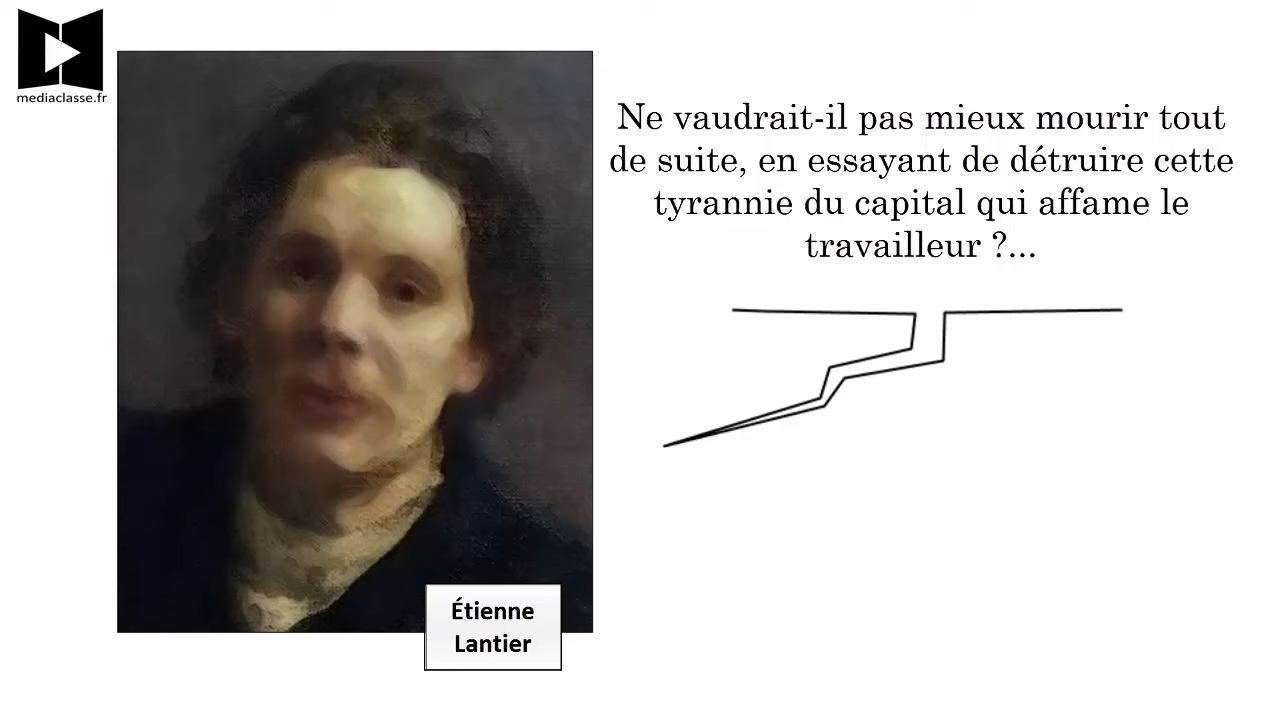 mediaclasse.fr
Ne vaudrait-il pas mieux mourir tout
de suite, en essayant de détruire cette
tyrannie du capital qui affame le
travailleur ?...
Étienne
Lantier